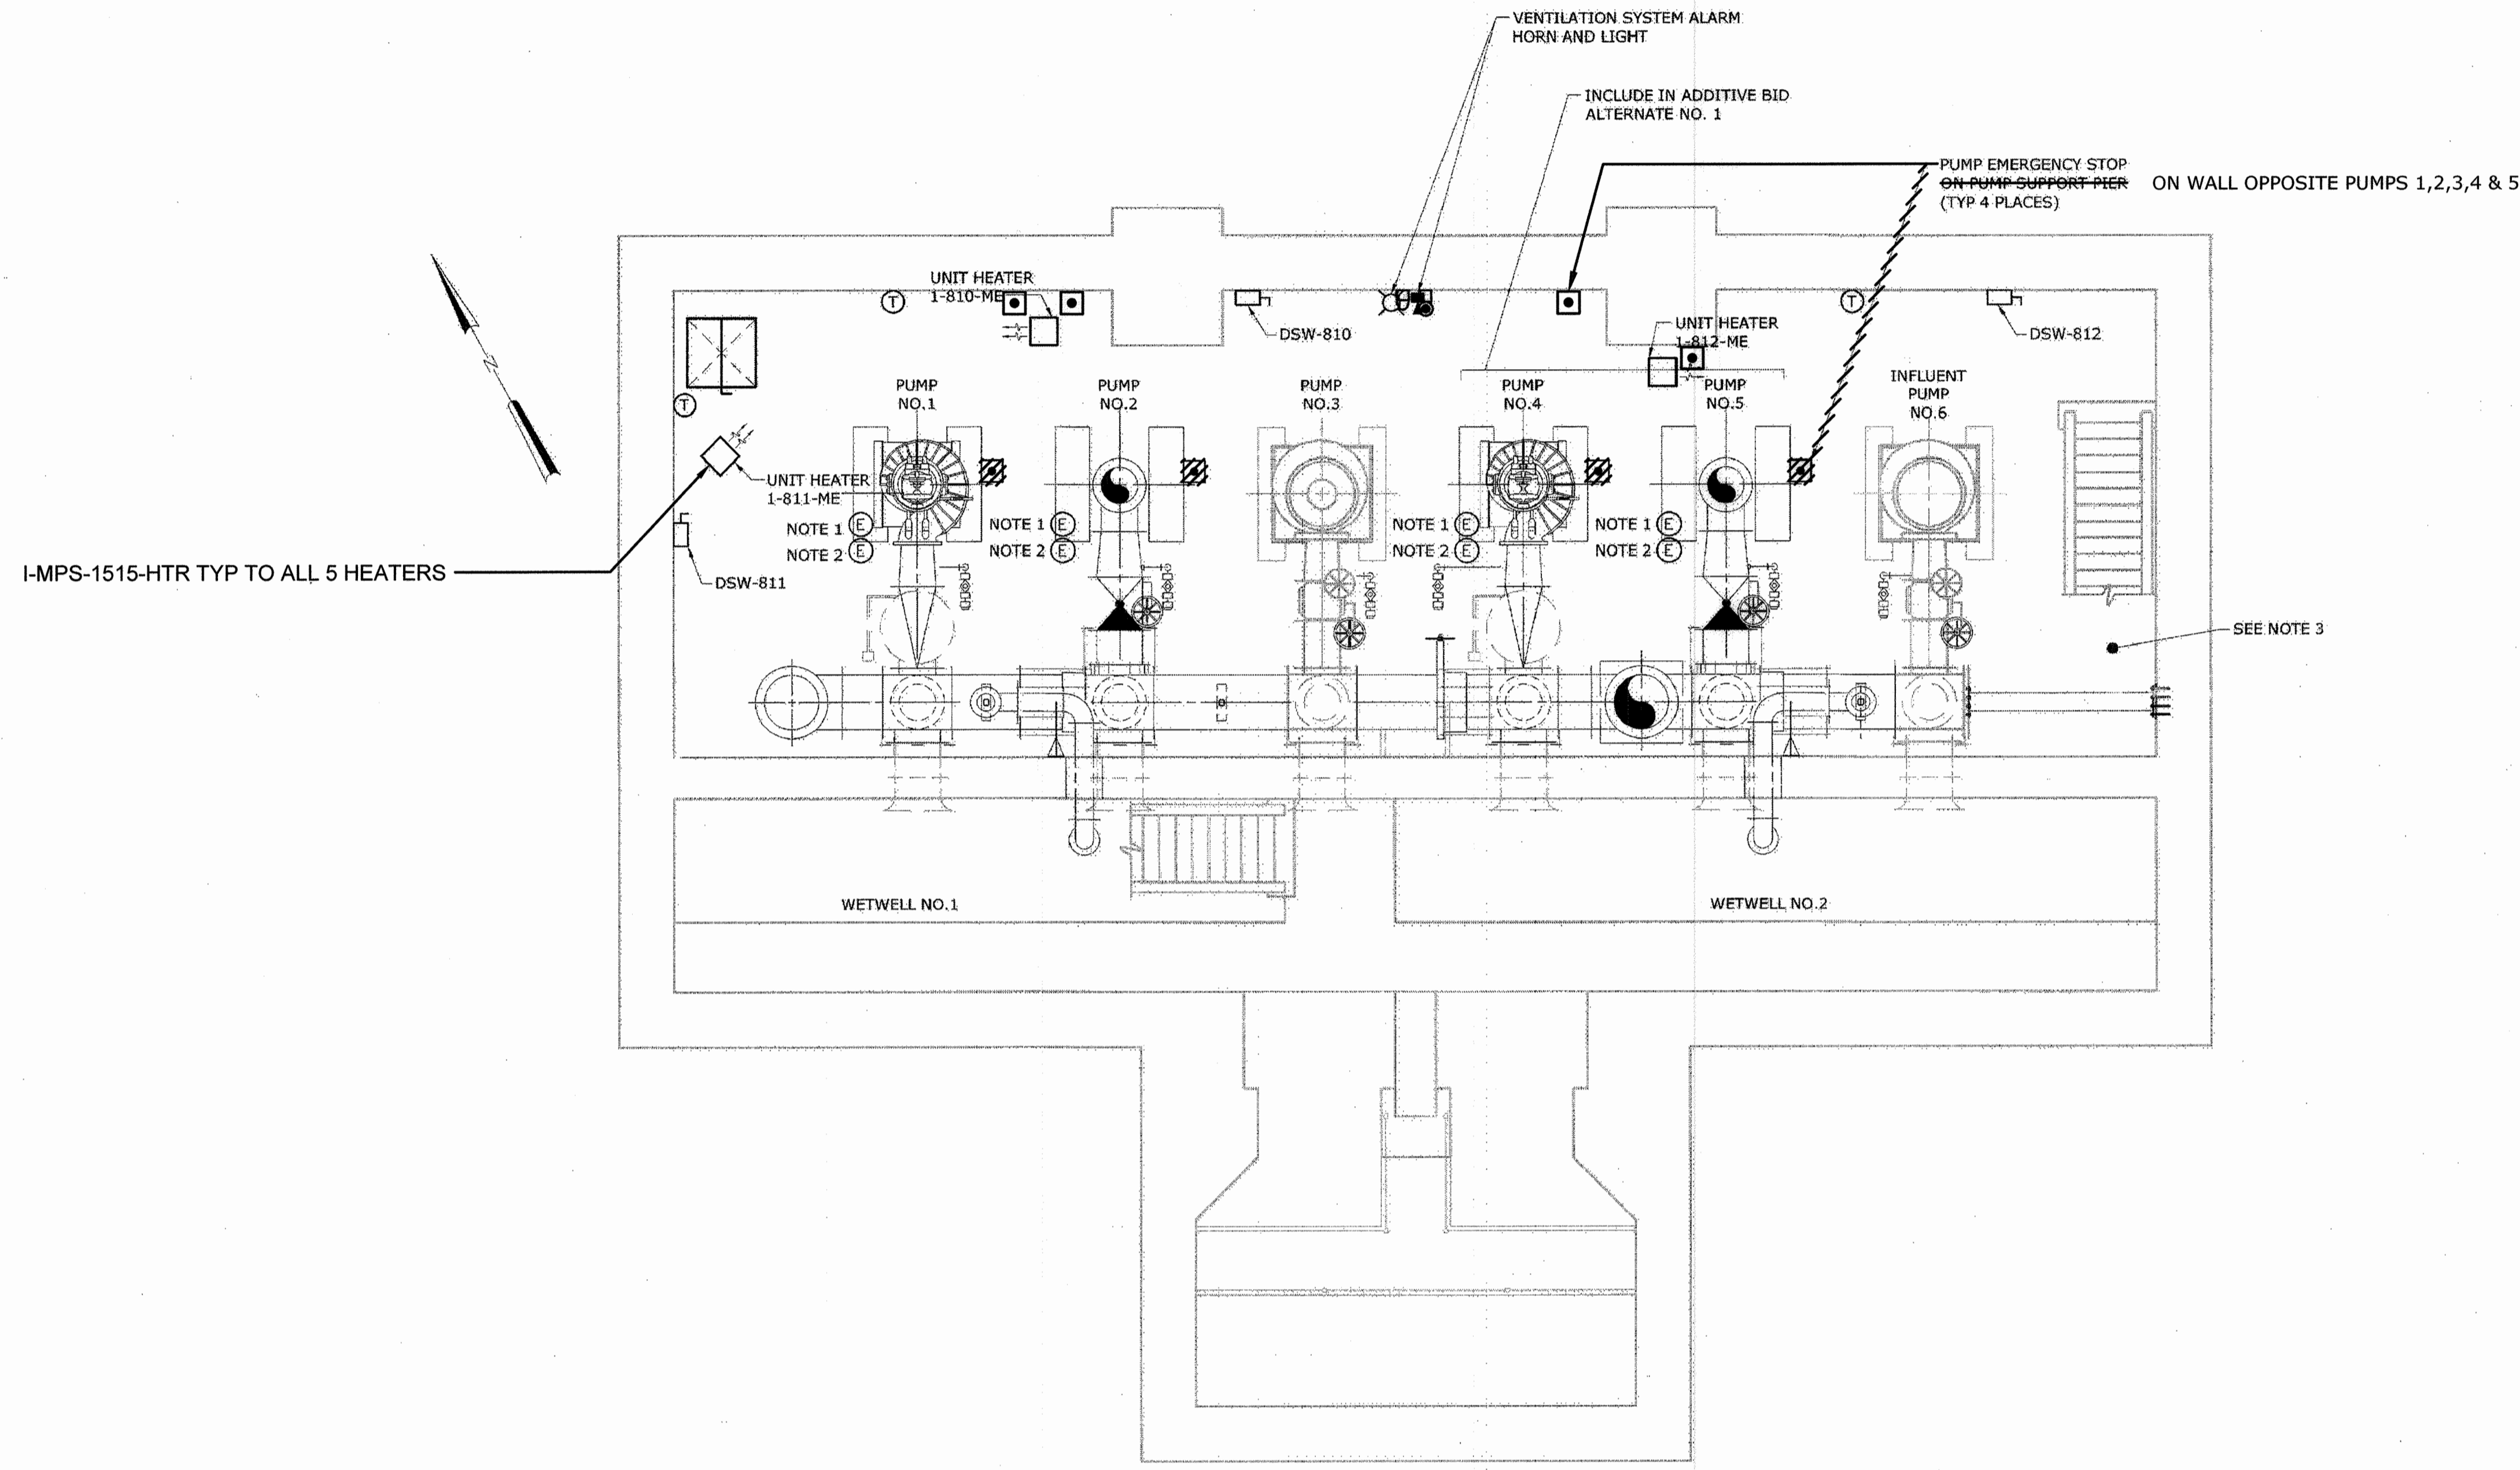 VENTILATION SYSTEM ALARM
HORN AND LIGHT
INCLUDE IN ADDITIVE BID
ALTERNATE NO. 1
PUMP EMERGENCY STOP
ON PUMP SUPPORT PIER ON WALL OPPOSITE PUMPS 1,2,3,4 & 5
(TYP 4 PLACES)
N
UNIT HEATER
1-810-ME
T
DSW-810
T
DSW-812
UNIT HEATER
1-812-ME
T
PUMP
NO.1
PUMP
NO.2
PUMP
NO.3
PUMP
NO.4
PUMP
NO.5
INFLUENT
PUMP
NO.6
UNIT HEATER
1-811-ME
NOTE 1 E
NOTE 2 E
NOTE 1 E
NOTE 2 E
NOTE 1 E
NOTE 2 E
NOTE 1 E
NOTE 2 E
I-MPS-1515-HTR TYP TO ALL 5 HEATERS
DSW-811
SEE NOTE 3
WETWELL NO.1
WETWELL NO.2